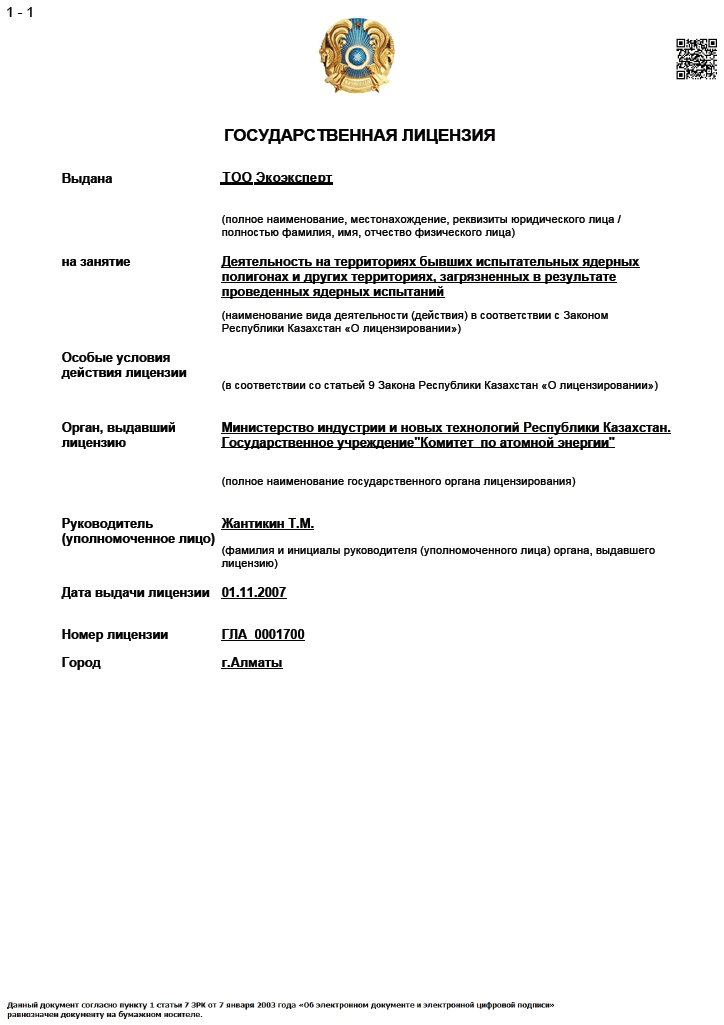 1 - 1
ГОСУДАРСТВЕННАЯ ЛИЦЕНЗИЯ
Выдана
ТОО Экоэксперт
(полное наименование, местонахождение, реквизиты юридического лица /
полностью фамилия, имя, отчество физического лица)
на занятие
Деятельность на территориях бывших испытательных ядерных
полигонах и других территориях, загрязненных в результате
проведенных ядерных испытаний
(наименование вида деятельности (действия) в соответствии с Законом
Республики Казахстан «О лицензировании»)
Особые условия
действия лицензии
(в соответствии со статьей 9 Закона Республики Казахстан «О лицензировании»)
Орган, выдавший
лицензию
Министерство индустрии и новых технологий Республики Казахстан.
Государственное учреждение"Комитет по атомной энергии"
(полное наименование государственного органа лицензирования)
Руководитель
(уполномоченное лицо)
Жантикин Т.М.
(фамилия и инициалы руководителя (уполномоченного лица) органа, выдавшего
лицензию)
Дата выдачи лицензии
01.11.2007
Номер лицензии
ГЛА 0001700
Город
г.Алматы
Данный документ согласно пункту 1 статьи 7 ЗРК от 7 января 2003 года «Об электронном документе и электронной цифровой подписи»
равнозначен документу на бумажном носителе.